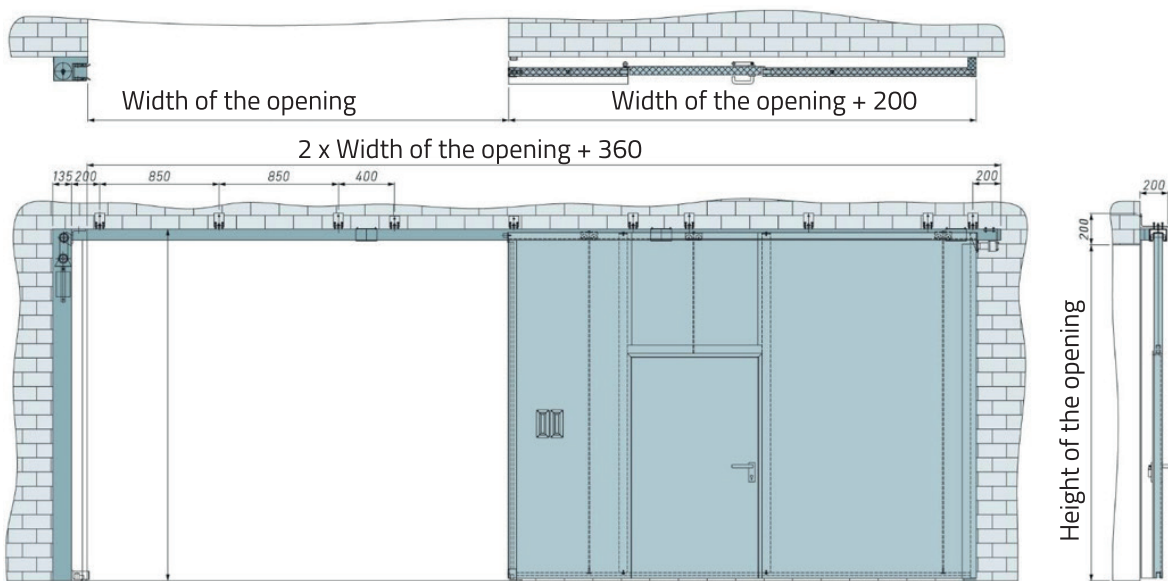 Width of the opening
Width of the opening + 200
2 x Width of the opening + 360
135
200
850
850
400
200
200
200
Height of the opening